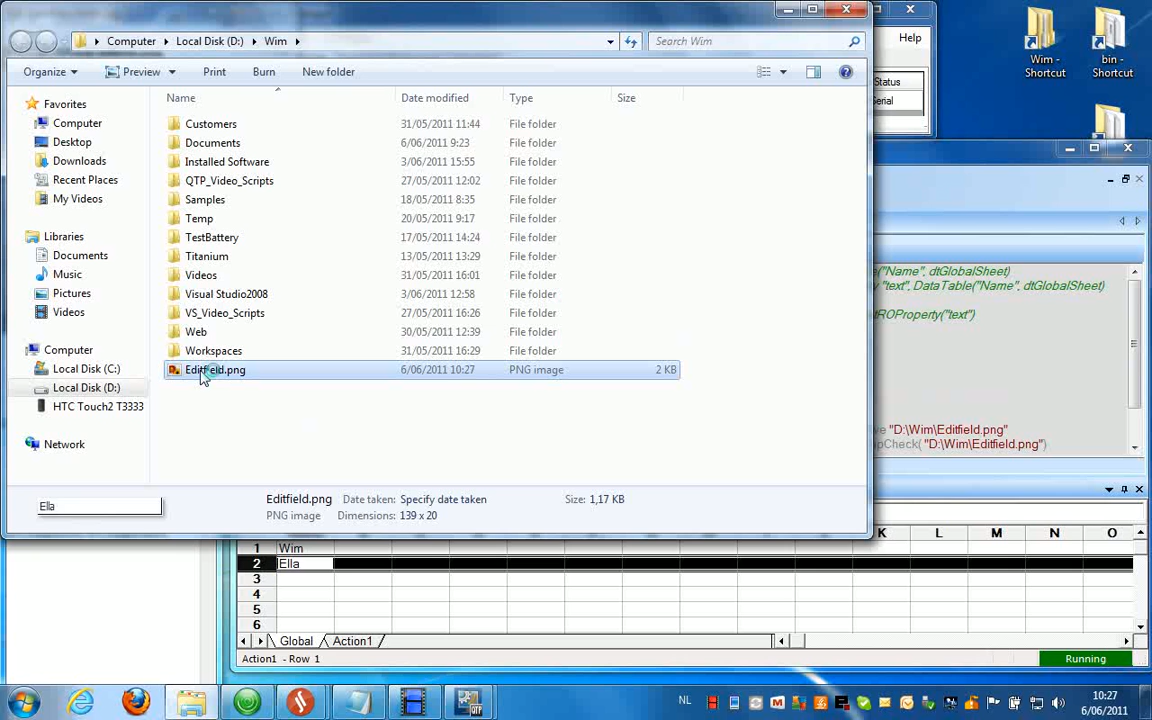 Computer
Local Disk (D:)
Wim
Search Wim
Organize
Preview
Print
Burn
New folder
Name
Date modified
Type
Size
Favorites
Computer
Desktop
Downloads
Recent Places
My Videos
Libraries
Documents
Music
Pictures
Videos
Computer
Local Disk (C:)
Local Disk (D:)
HTC Touch2 T3333
Network
Customers 31/05/2011 11:44 File folder
Documents 6/06/2011 9:23 File folder
Installed Software 3/06/2011 15:55 File folder
QTP_Video_Scripts 27/05/2011 12:02 File folder
Samples 18/05/2011 8:35 File folder
Temp 20/05/2011 9:17 File folder
TestBattery 17/05/2011 14:24 File folder
Titanium 13/05/2011 13:29 File folder
Videos 31/05/2011 16:01 File folder
Visual Studio2008 3/06/2011 12:58 File folder
VS_Video_Scripts 27/05/2011 16:26 File folder
Web 30/05/2011 12:39 File folder
Workspaces 31/05/2011 16:29 File folder
Editfield.png 6/06/2011 10:27 PNG image 2 KB
Ella
Editfield.png Date taken: Specify date taken Size: 1,17 KB
PNG image Dimensions: 139 x 20
Help
Status
Serial
Wim -
Shortcut
bin -
Shortcut
("Name", dtGlobalSheet)
"text", DataTable("Name", dtGlobalSheet)
tROProperty("text")
"D:\Wim\Editfield.png"
pCheck( "D:\Wim\Editfield.png")
K L M N O
1 Wim
2 Ella
3
4
5
6
Global Action1
Action1 - Row 1
Running
QTP
NL
10:27
6/06/2011